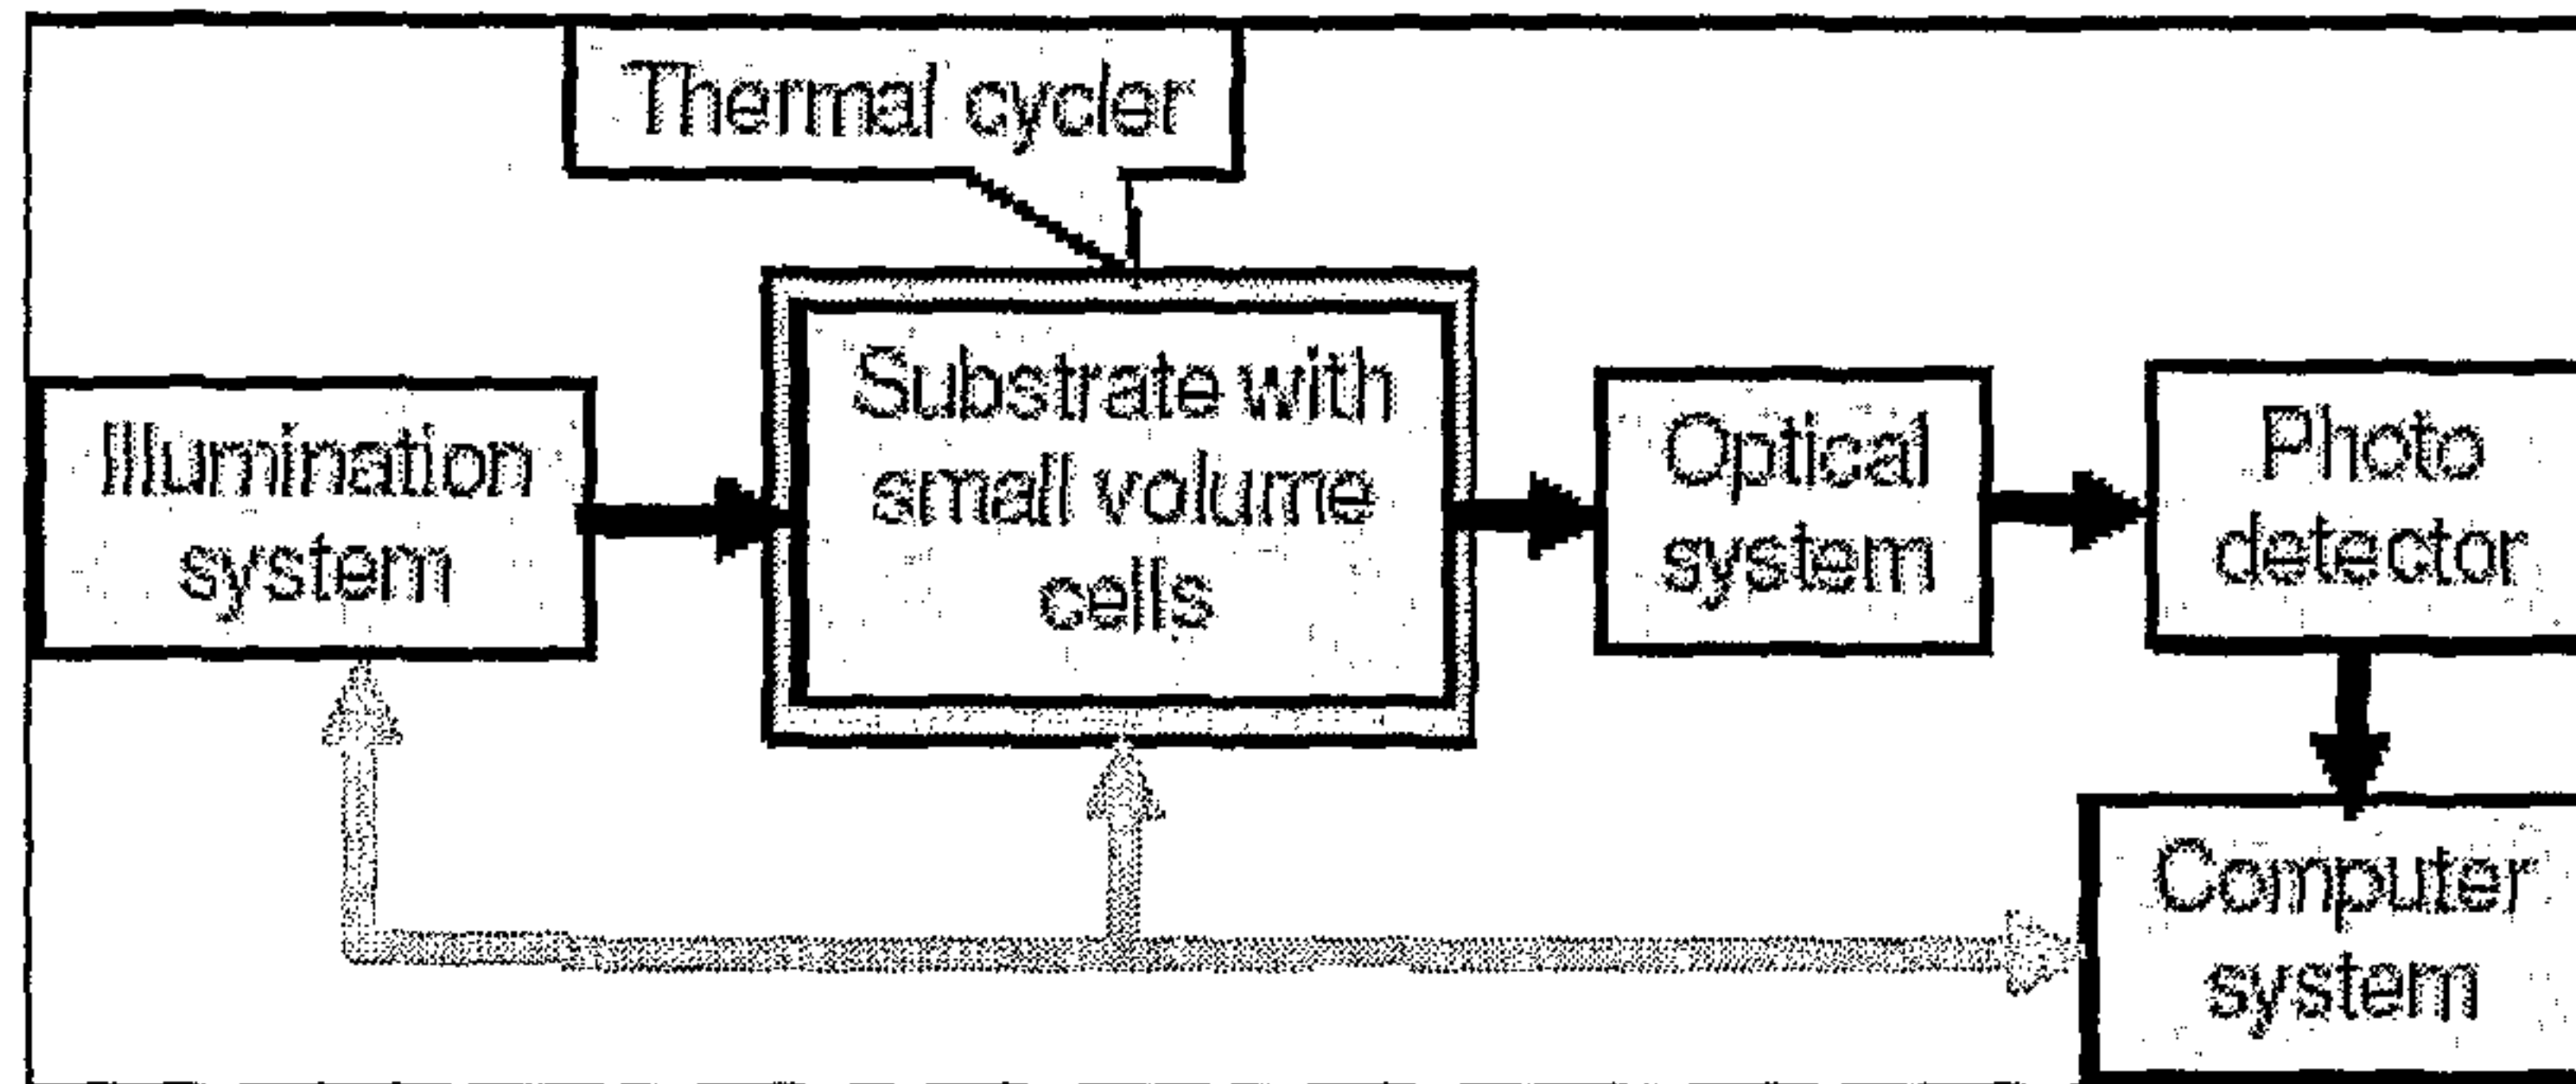 Thermal cycler
Illumination
system
Substrate with
small volume
cells
Optical
system
Photo
detector
Computer
system